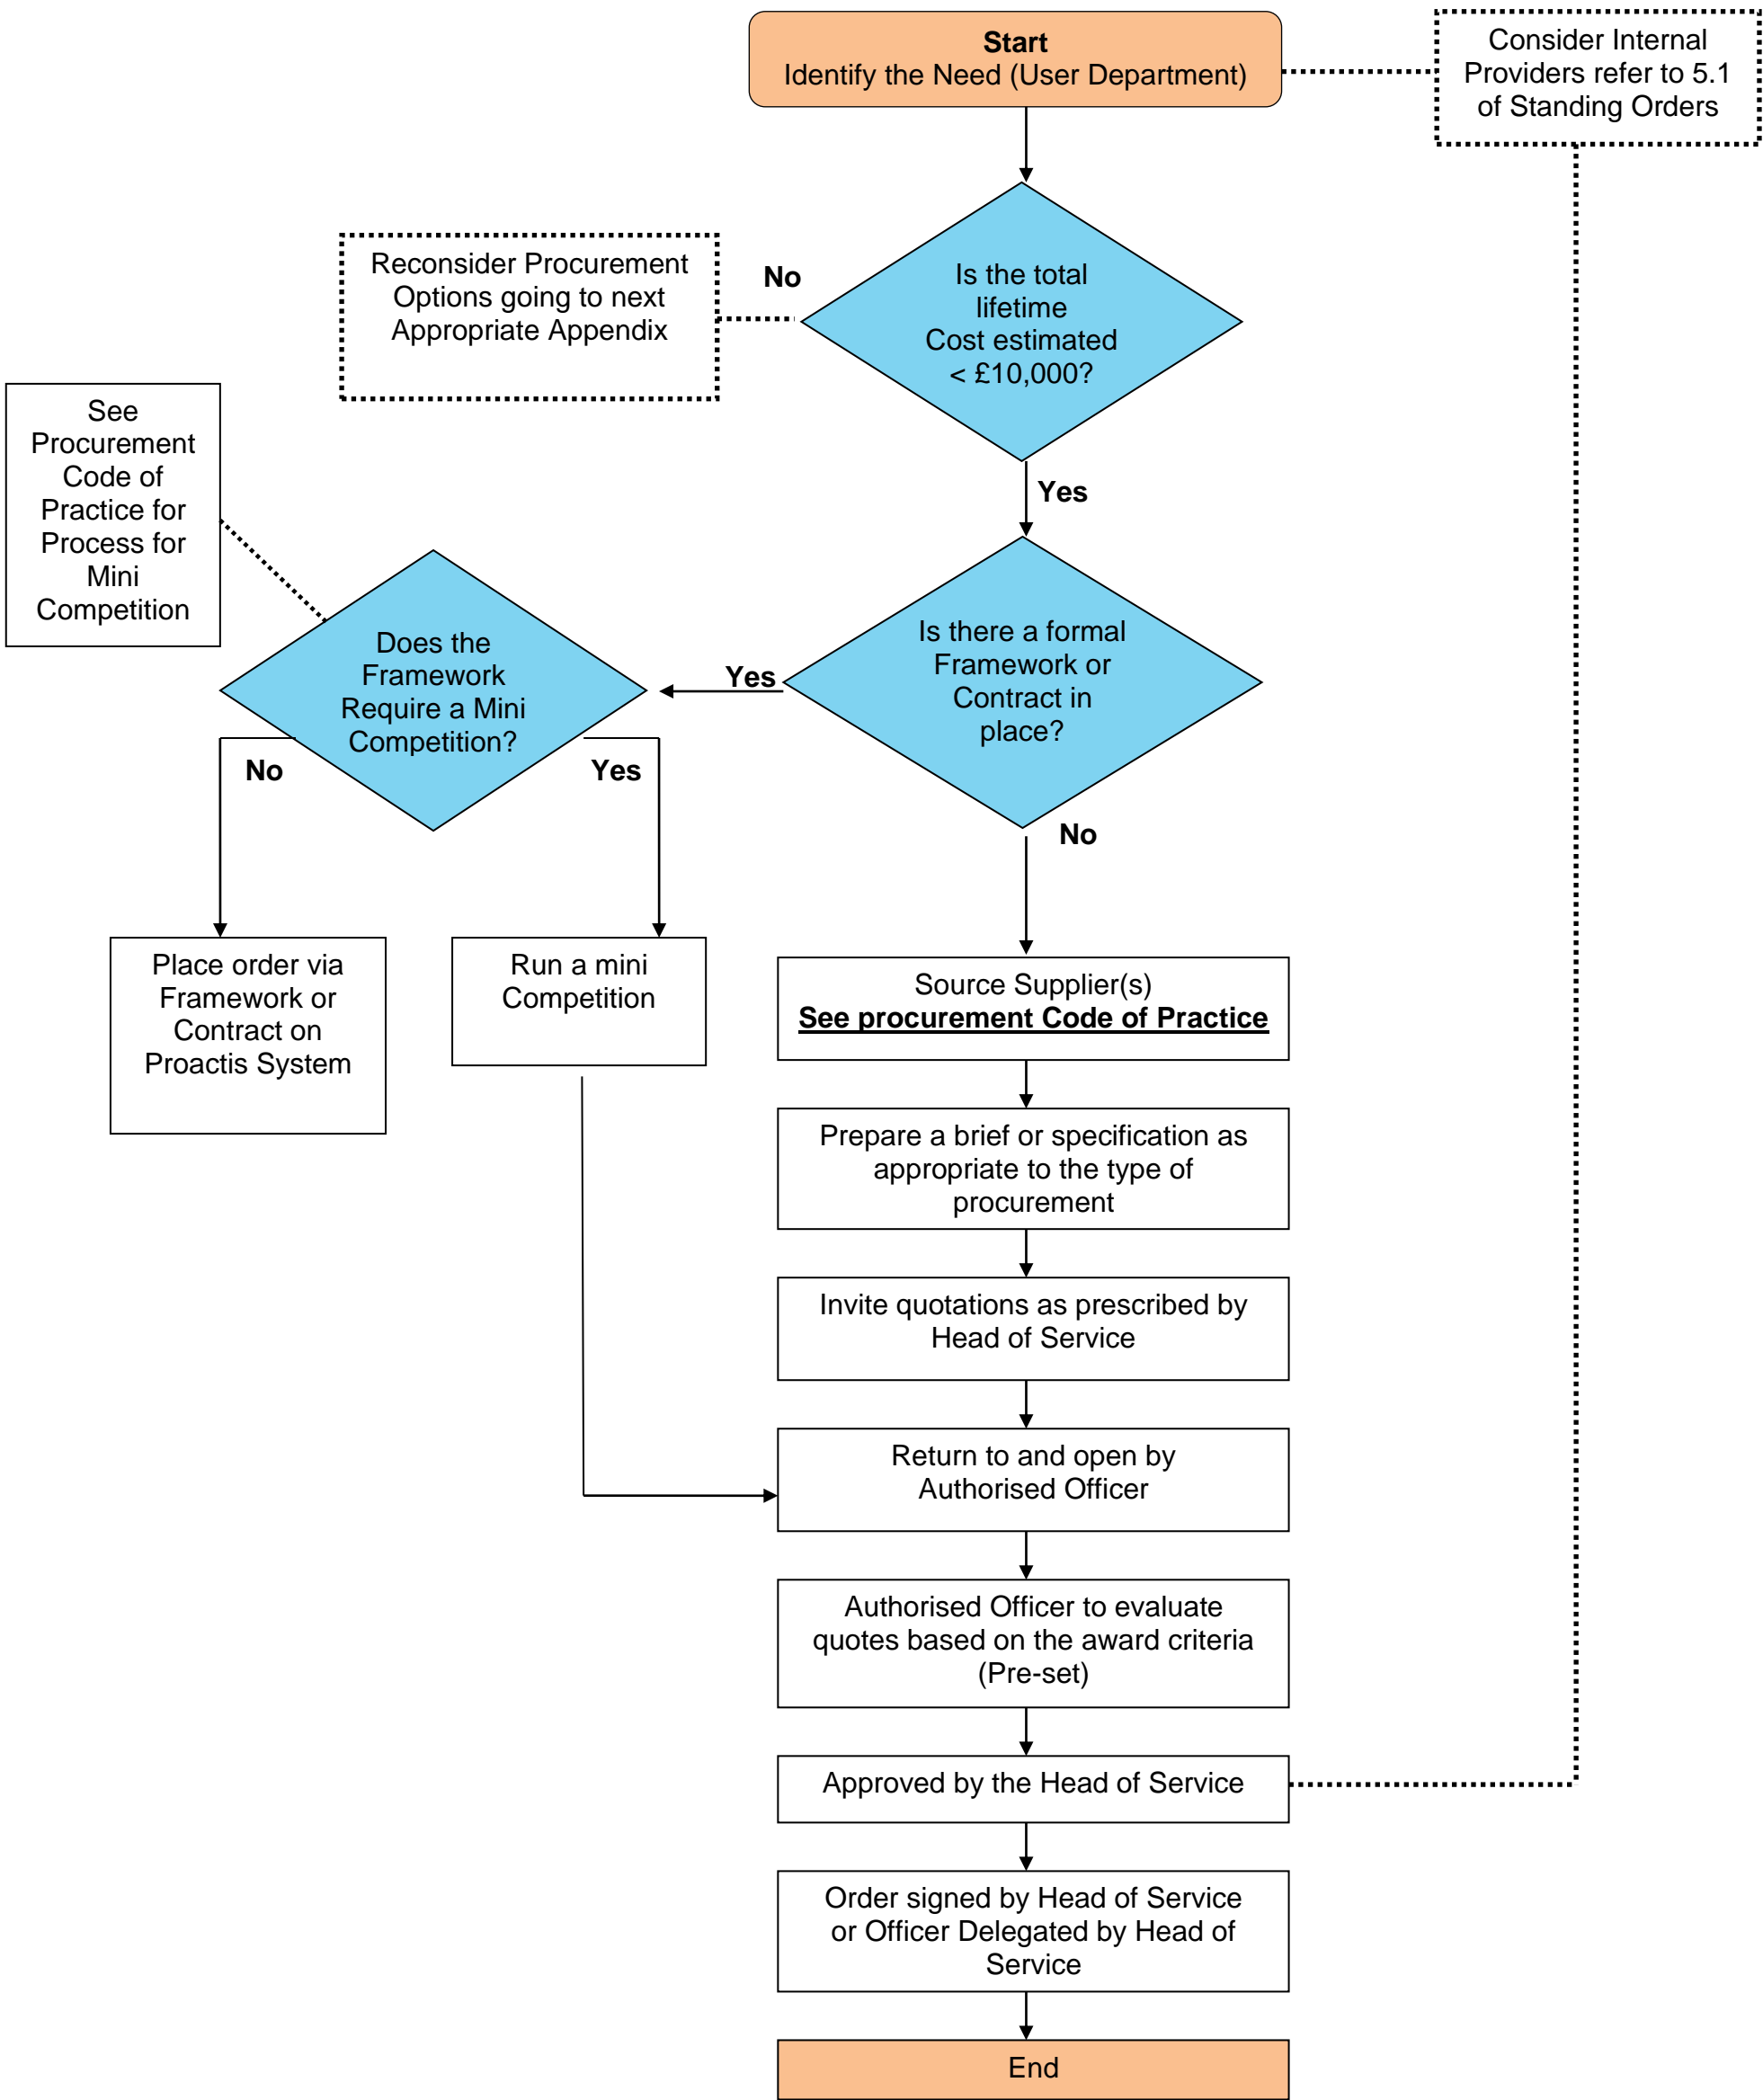 Start
Identify the Need (User Department)
Consider Internal
Providers refer to 5.1
of Standing Orders
Reconsider Procurement
Options going to next
Appropriate Appendix
No
Is the total
lifetime
Cost estimated
< £10,000?
Yes
See
Procurement
Code of
Practice for
Process for
Mini
Competition
Does the
Framework
Require a Mini
Competition?
Yes
Is there a formal
Framework or
Contract in
place?
No
Yes
No
Place order via
Framework or
Contract on
Proactis System
Run a mini
Competition
Source Supplier(s)
See procurement Code of Practice
Prepare a brief or specification as
appropriate to the type of
procurement
Invite quotations as prescribed by
Head of Service
Return to and open by
Authorised Officer
Authorised Officer to evaluate
quotes based on the award criteria
(Pre-set)
Approved by the Head of Service
Order signed by Head of Service
or Officer Delegated by Head of
Service
End